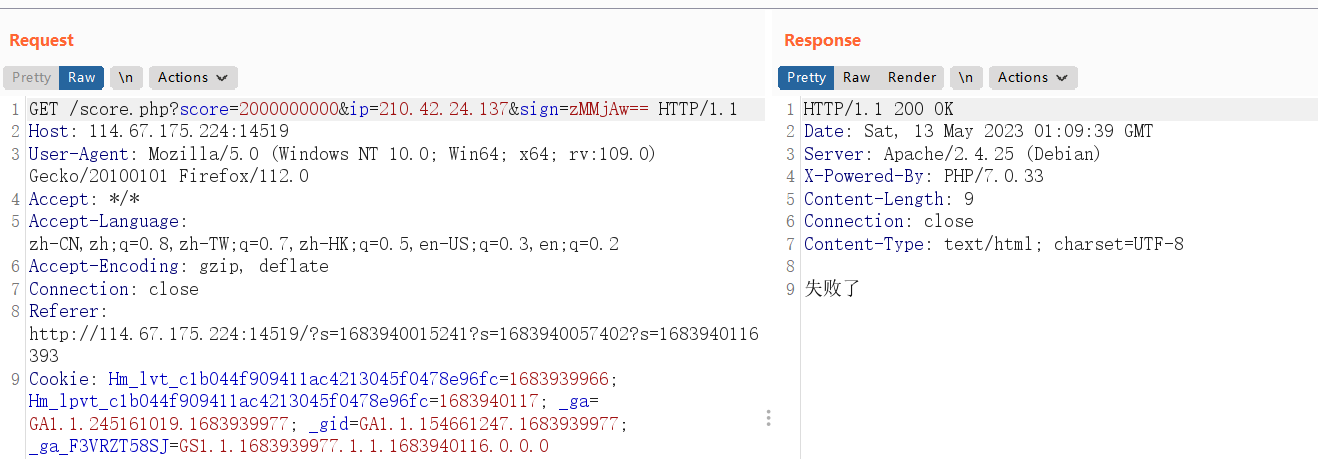 Request
Pretty Raw \n Actions
1 GET /score.php?score=2000000000&ip=210.42.24.137&sign=zMMjAw== HTTP/1.1
2 Host: 114.67.175.224:14519
3 User-Agent: Mozilla/5.0 (Windows NT 10.0; Win64; x64; rv:109.0)
Gecko/20100101 Firefox/112.0
4 Accept: */*
5 Accept-Language:
zh-CN,zh;q=0.8,zh-TW;q=0.7,zh-HK;q=0.5,en-US;q=0.3,en;q=0.2
6 Accept-Encoding: gzip, deflate
7 Connection: close
8 Referer:
http://114.67.175.224:14519/?s=1683940015241?s=1683940057402?s=1683940116
393
9 Cookie: Hm_lvt_c1b044f909411ac4213045f0478e96fc=1683939966;
Hm_lpvt_c1b044f909411ac4213045f0478e96fc=1683940117; _ga=
GA1.1.245161019.1683939977; _gid=GA1.1.154661247.1683939977;
_ga_F3VRZT58SJ=GS1.1.1683939977.1.1.1683940116.0.0.0
Response
Pretty Raw Render \n Actions
1 HTTP/1.1 200 OK
2 Date: Sat, 13 May 2023 01:09:39 GMT
3 Server: Apache/2.4.25 (Debian)
4 X-Powered-By: PHP/7.0.33
5 Content-Length: 9
6 Connection: close
7 Content-Type: text/html; charset=UTF-8
8
9 失败了